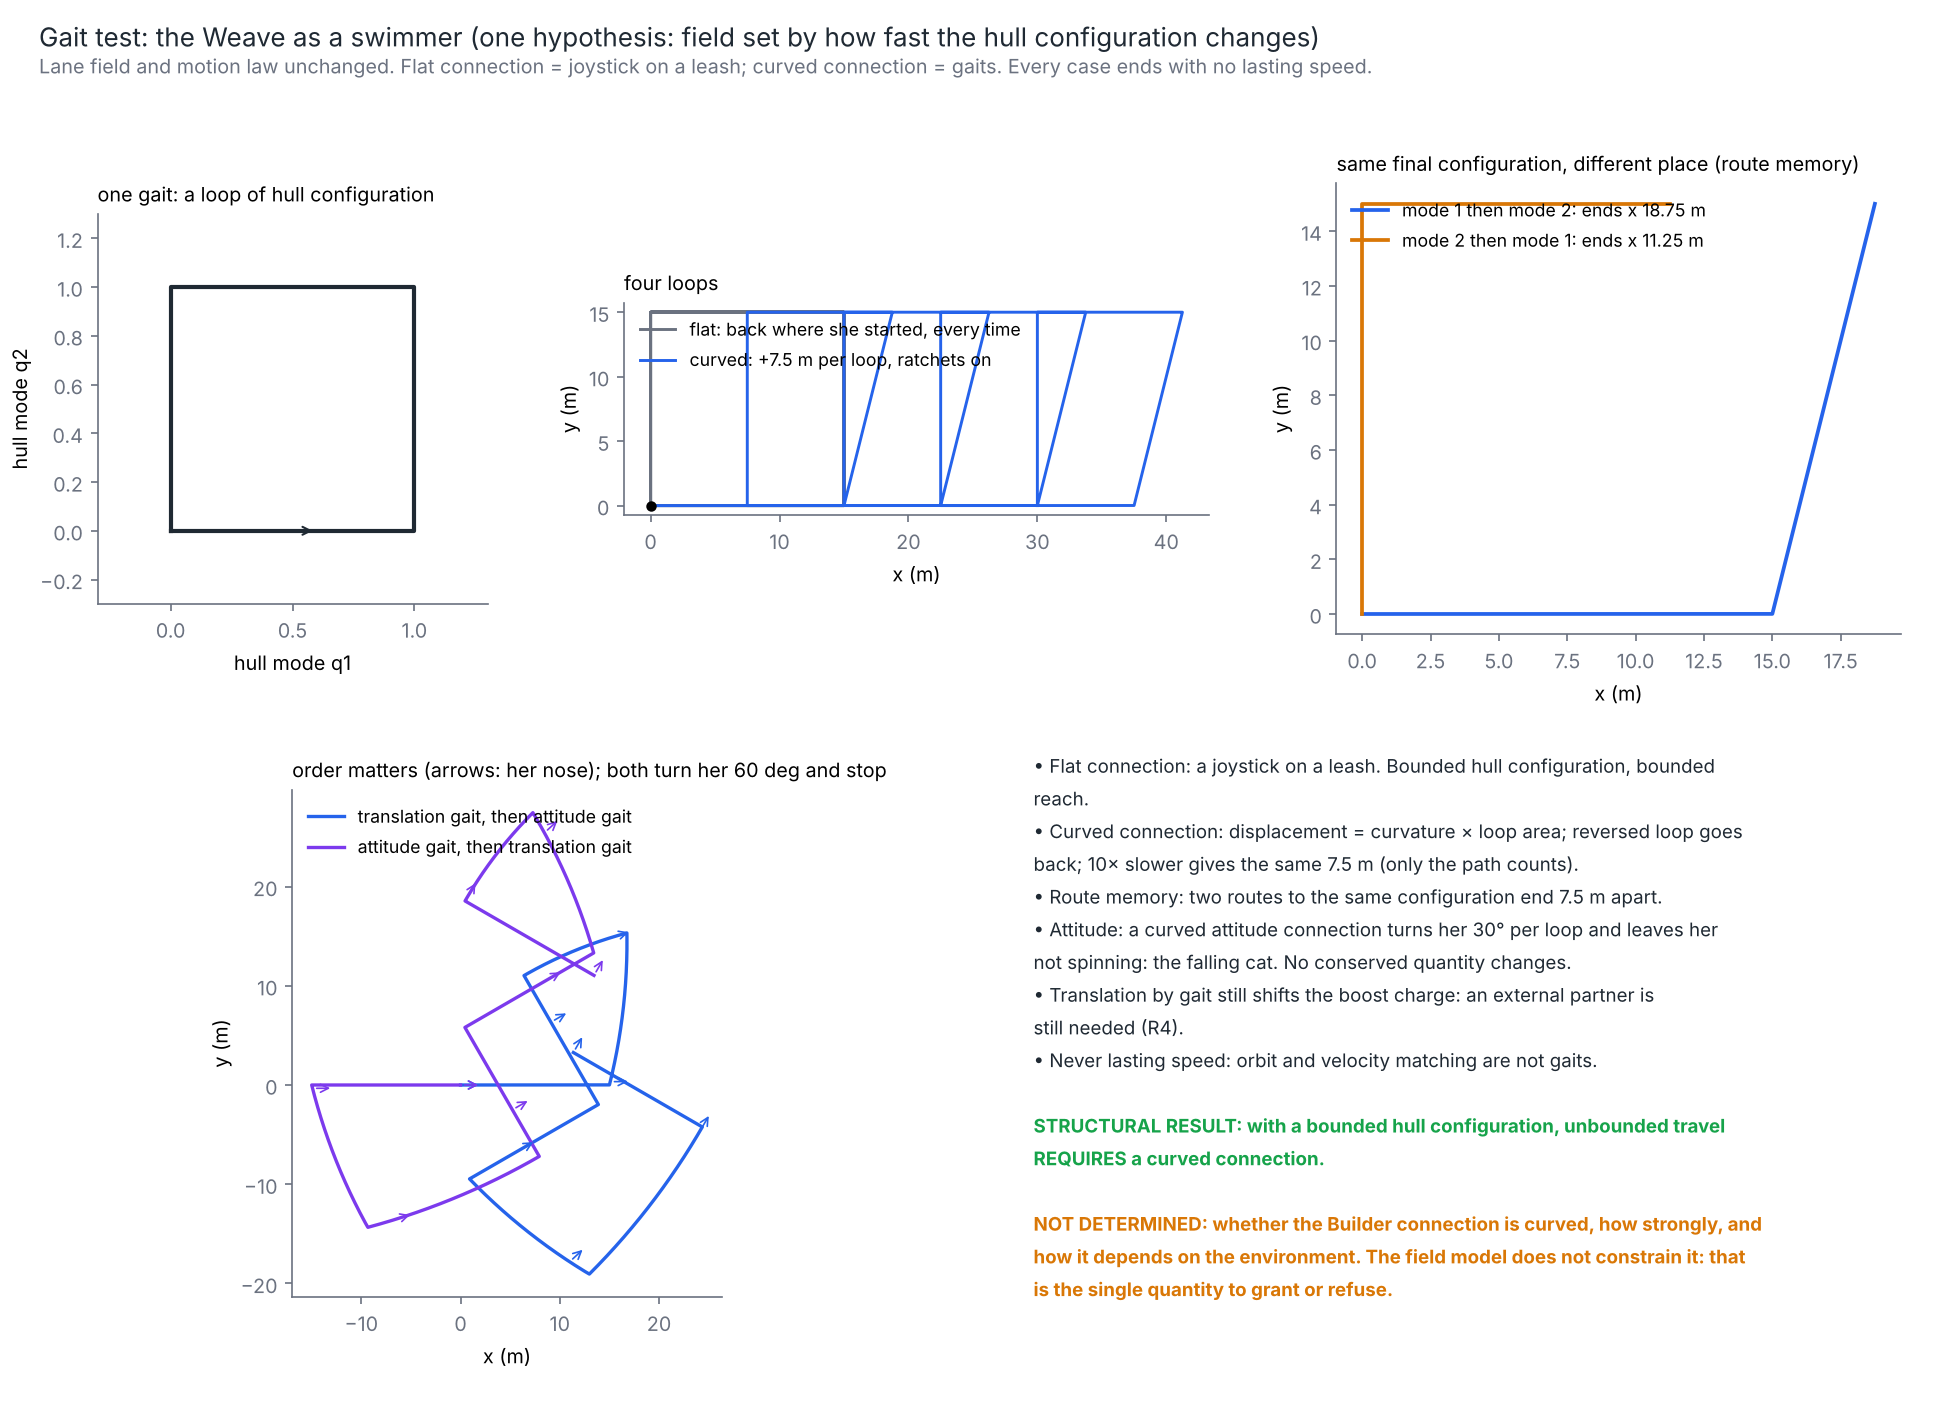 Gait test: the Weave as a swimmer (one hypothesis: field set by how fast the hull configuration changes)
Lane field and motion law unchanged. Flat connection = joystick on a leash; curved connection = gaits. Every case ends with no lasting speed.
one gait: a loop of hull configuration
hull mode q2
1.2
1.0
0.8
0.6
0.4
0.2
0.0
−0.2
0.0
0.5
1.0
hull mode q1
four loops
flat: back where she started, every time
curved: +7.5 m per loop, ratchets on
y (m)
15
10
5
0
0
10
20
30
40
x (m)
same final configuration, different place (route memory)
mode 1 then mode 2: ends x 18.75 m
mode 2 then mode 1: ends x 11.25 m
y (m)
14
12
10
8
6
4
2
0
0.0
2.5
5.0
7.5
10.0
12.5
15.0
17.5
x (m)
order matters (arrows: her nose); both turn her 60 deg and stop
translation gait, then attitude gait
attitude gait, then translation gait
y (m)
20
10
0
−10
−20
−10
0
10
20
x (m)
• Flat connection: a joystick on a leash. Bounded hull configuration, bounded
reach.
• Curved connection: displacement = curvature × loop area; reversed loop goes
back; 10× slower gives the same 7.5 m (only the path counts).
• Route memory: two routes to the same configuration end 7.5 m apart.
• Attitude: a curved attitude connection turns her 30° per loop and leaves her
not spinning: the falling cat. No conserved quantity changes.
• Translation by gait still shifts the boost charge: an external partner is
still needed (R4).
• Never lasting speed: orbit and velocity matching are not gaits.
STRUCTURAL RESULT: with a bounded hull configuration, unbounded travel
REQUIRES a curved connection.
NOT DETERMINED: whether the Builder connection is curved, how strongly, and
how it depends on the environment. The field model does not constrain it: that
is the single quantity to grant or refuse.